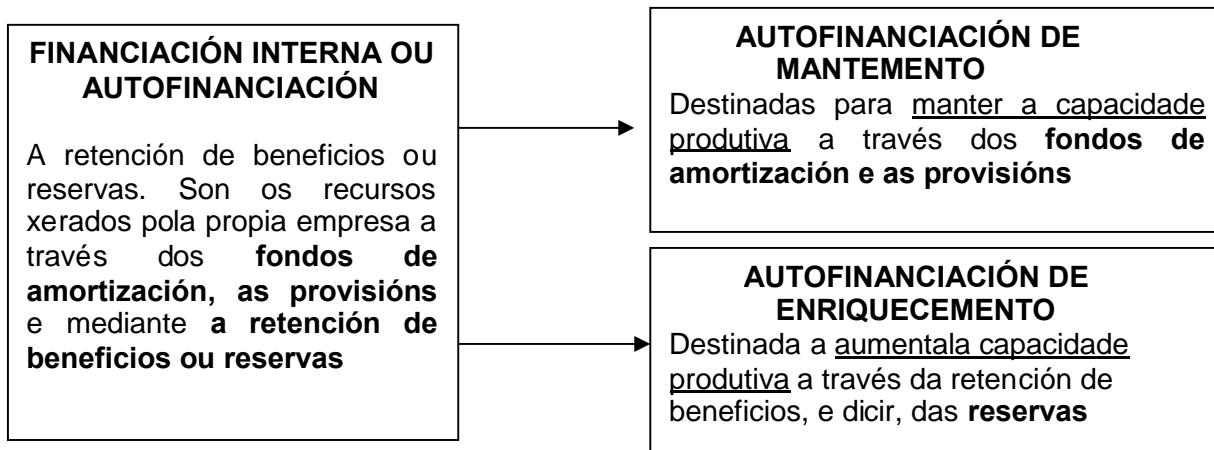 FINANCIACIÓN INTERNA OU
AUTOFINANCIACIÓN
A retención de beneficios ou
reservas. Son os recursos
xerados pola propia empresa a
través dos fondos de
amortización, as provisións
e mediante a retención de
beneficios ou reservas
AUTOFINANCIACIÓN DE
MANTEMENTO
Destinadas para manter a capacidade
produtiva a través dos fondos de
amortización e as provisións
AUTOFINANCIACIÓN DE
ENRIQUECEMENTO
Destinada a aumentala capacidade
produtiva a través da retención de
beneficios, e dicir, das reservas